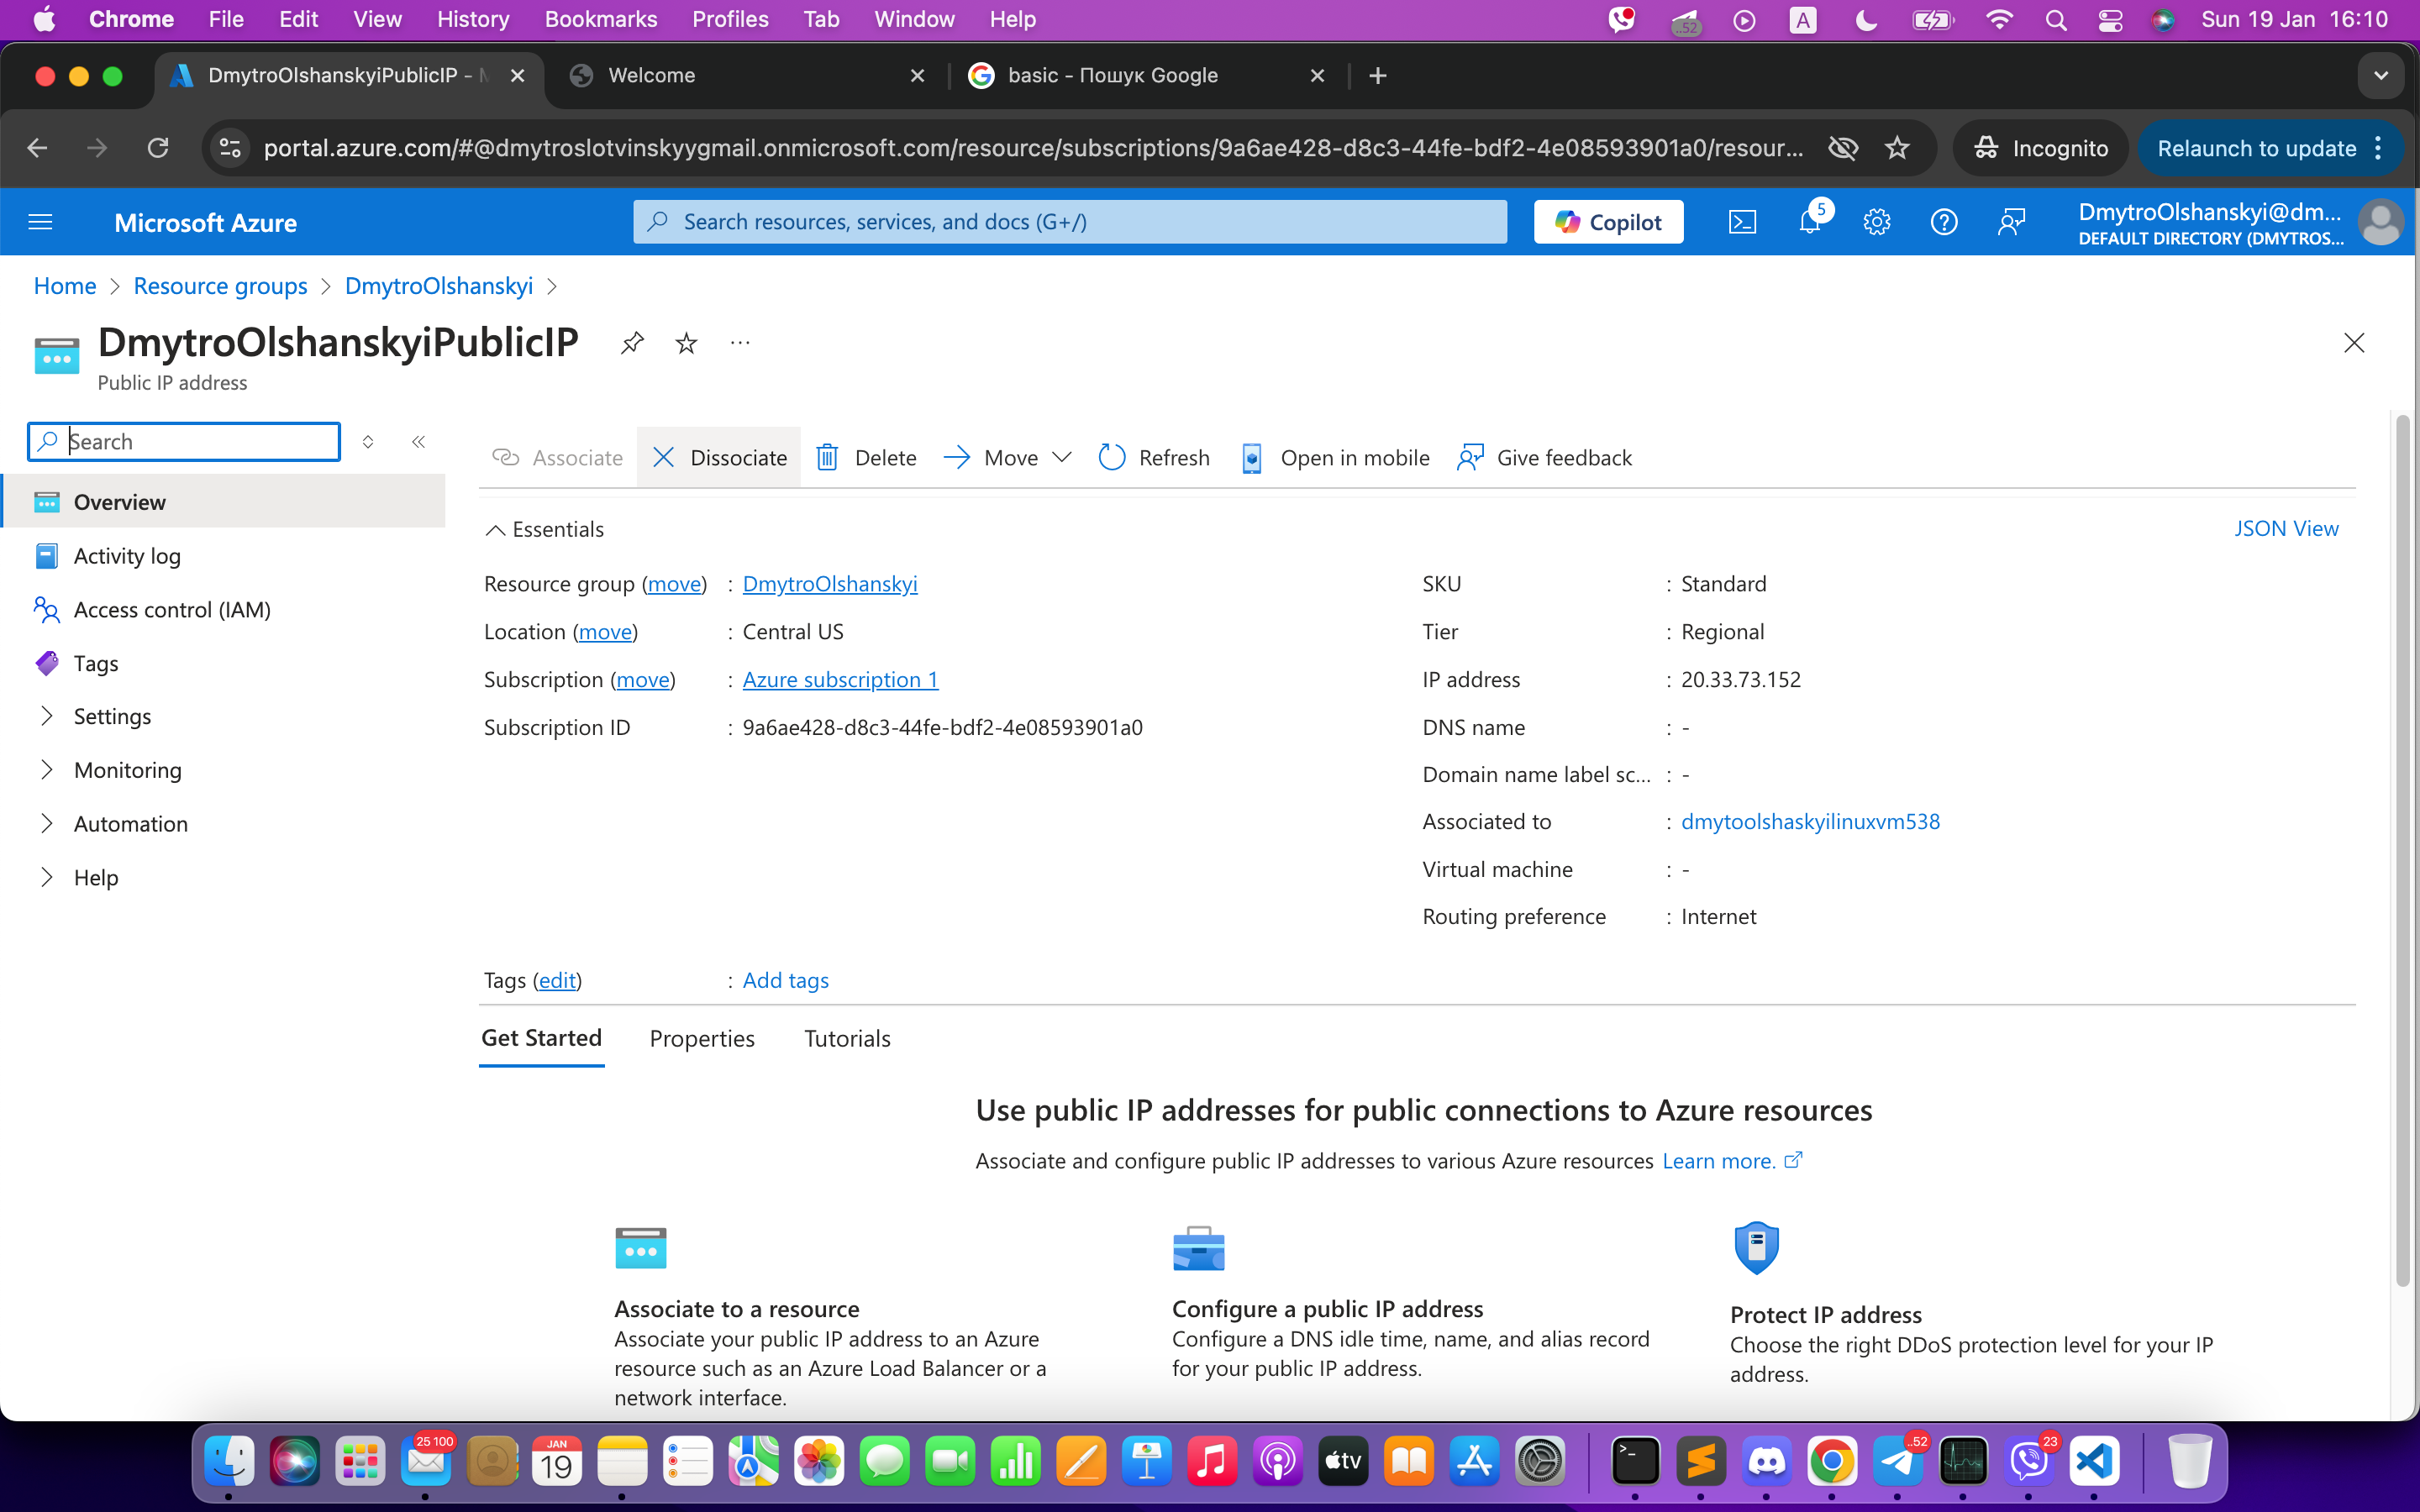 Chrome File Edit View History Bookmarks Profiles Tab Window Help
..52
A
Sun 19 Jan 16:10
DmytroOlshanskyiPublicIP -
Welcome
basic - Пошук Google
portal.azure.com/#@dmytroslotvinskyygmail.onmicrosoft.com/resource/subscriptions/9a6ae428-d8c3-44fe-bdf2-4e08593901a0/resour...
Incognito
Relaunch to update
Microsoft Azure
Search resources, services, and docs (G+/)
Copilot
5
DmytroOlshanskyi@dm...
DEFAULT DIRECTORY (DMYTROS...
Home > Resource groups > DmytroOlshanskyi >
DmytroOlshanskyiPublicIP
Public IP address
Search
Associate
Dissociate
Delete
Move
Refresh
Open in mobile
Give feedback
Overview
Activity log
Access control (IAM)
Tags
Settings
Monitoring
Automation
Help
Essentials
JSON View
Resource group (move) : DmytroOlshanskyi
Location (move) : Central US
Subscription (move) : Azure subscription 1
Subscription ID : 9a6ae428-d8c3-44fe-bdf2-4e08593901a0
SKU : Standard
Tier : Regional
IP address : 20.33.73.152
DNS name : -
Domain name label sc... : -
Associated to : dmytoolshaskyilinuxvm538
Virtual machine : -
Routing preference : Internet
Tags (edit) : Add tags
Get Started
Properties
Tutorials
Use public IP addresses for public connections to Azure resources
Associate and configure public IP addresses to various Azure resources Learn more.
Associate to a resource
Associate your public IP address to an Azure
resource such as an Azure Load Balancer or a
network interface.
Configure a public IP address
Configure a DNS idle time, name, and alias record
for your public IP address.
Protect IP address
Choose the right DDoS protection level for your IP
address.
25 100
JAN
19
tv
..52
23